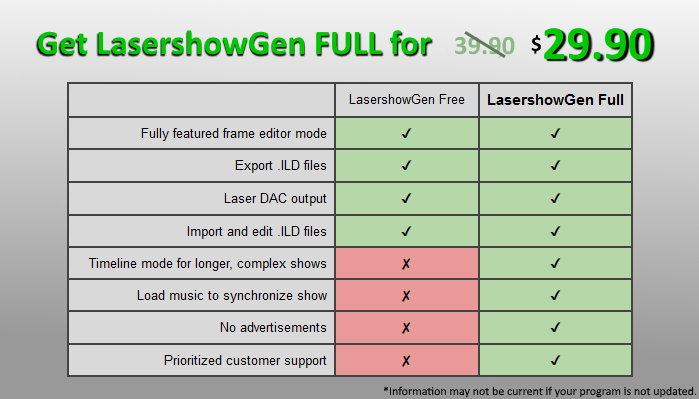 Get LasershowGen FULL for 39.90 $29.90
LasershowGen Free LasershowGen Full
Fully featured frame editor mode ✓ ✓
Export .ILD files ✓ ✓
Laser DAC output ✓ ✓
Import and edit .ILD files ✓ ✓
Timeline mode for longer, complex shows ✗ ✓
Load music to synchronize show ✗ ✓
No advertisements ✗ ✓
Prioritized customer support ✗ ✓
*Information may not be current if your program is not updated.